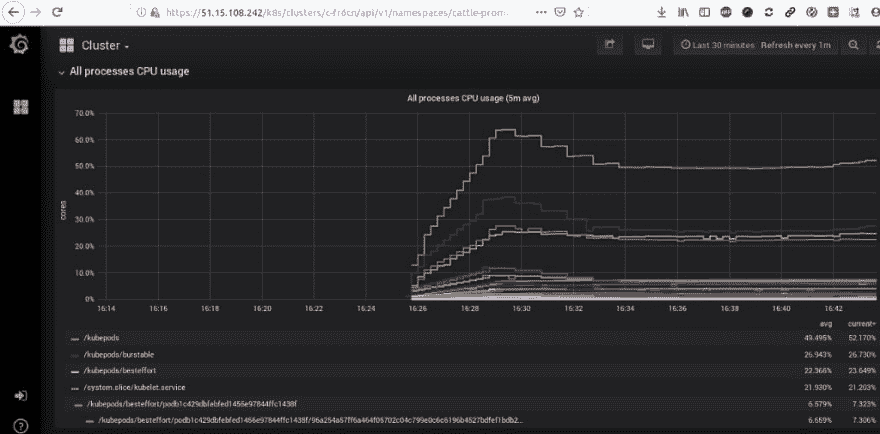 https://51.15.108.242/k8s/clusters/c-fr6cn/api/v1/namespaces/cattle-prom
Cluster
Last 30 minutes Refresh every 1m
All processes CPU usage
All processes CPU usage (5m avg)
70.0%
60.0%
50.0%
40.0%
30.0%
20.0%
10.0%
0%
cores
16:14 16:16 16:18 16:20 16:22 16:24 16:26 16:28 16:30 16:32 16:34 16:36 16:38 16:40 16:42
avg current
/kubepods 49.495% 52.170%
/kubepods/burstable 26.943% 26.730%
/kubepods/besteffort 22.366% 23.649%
/system.slice/kubelet.service 21.930% 21.203%
/kubepods/besteffort/podb1c429dbfebfed1456e97844ffc1438f 6.579% 7.323%
6.569% 7.306%